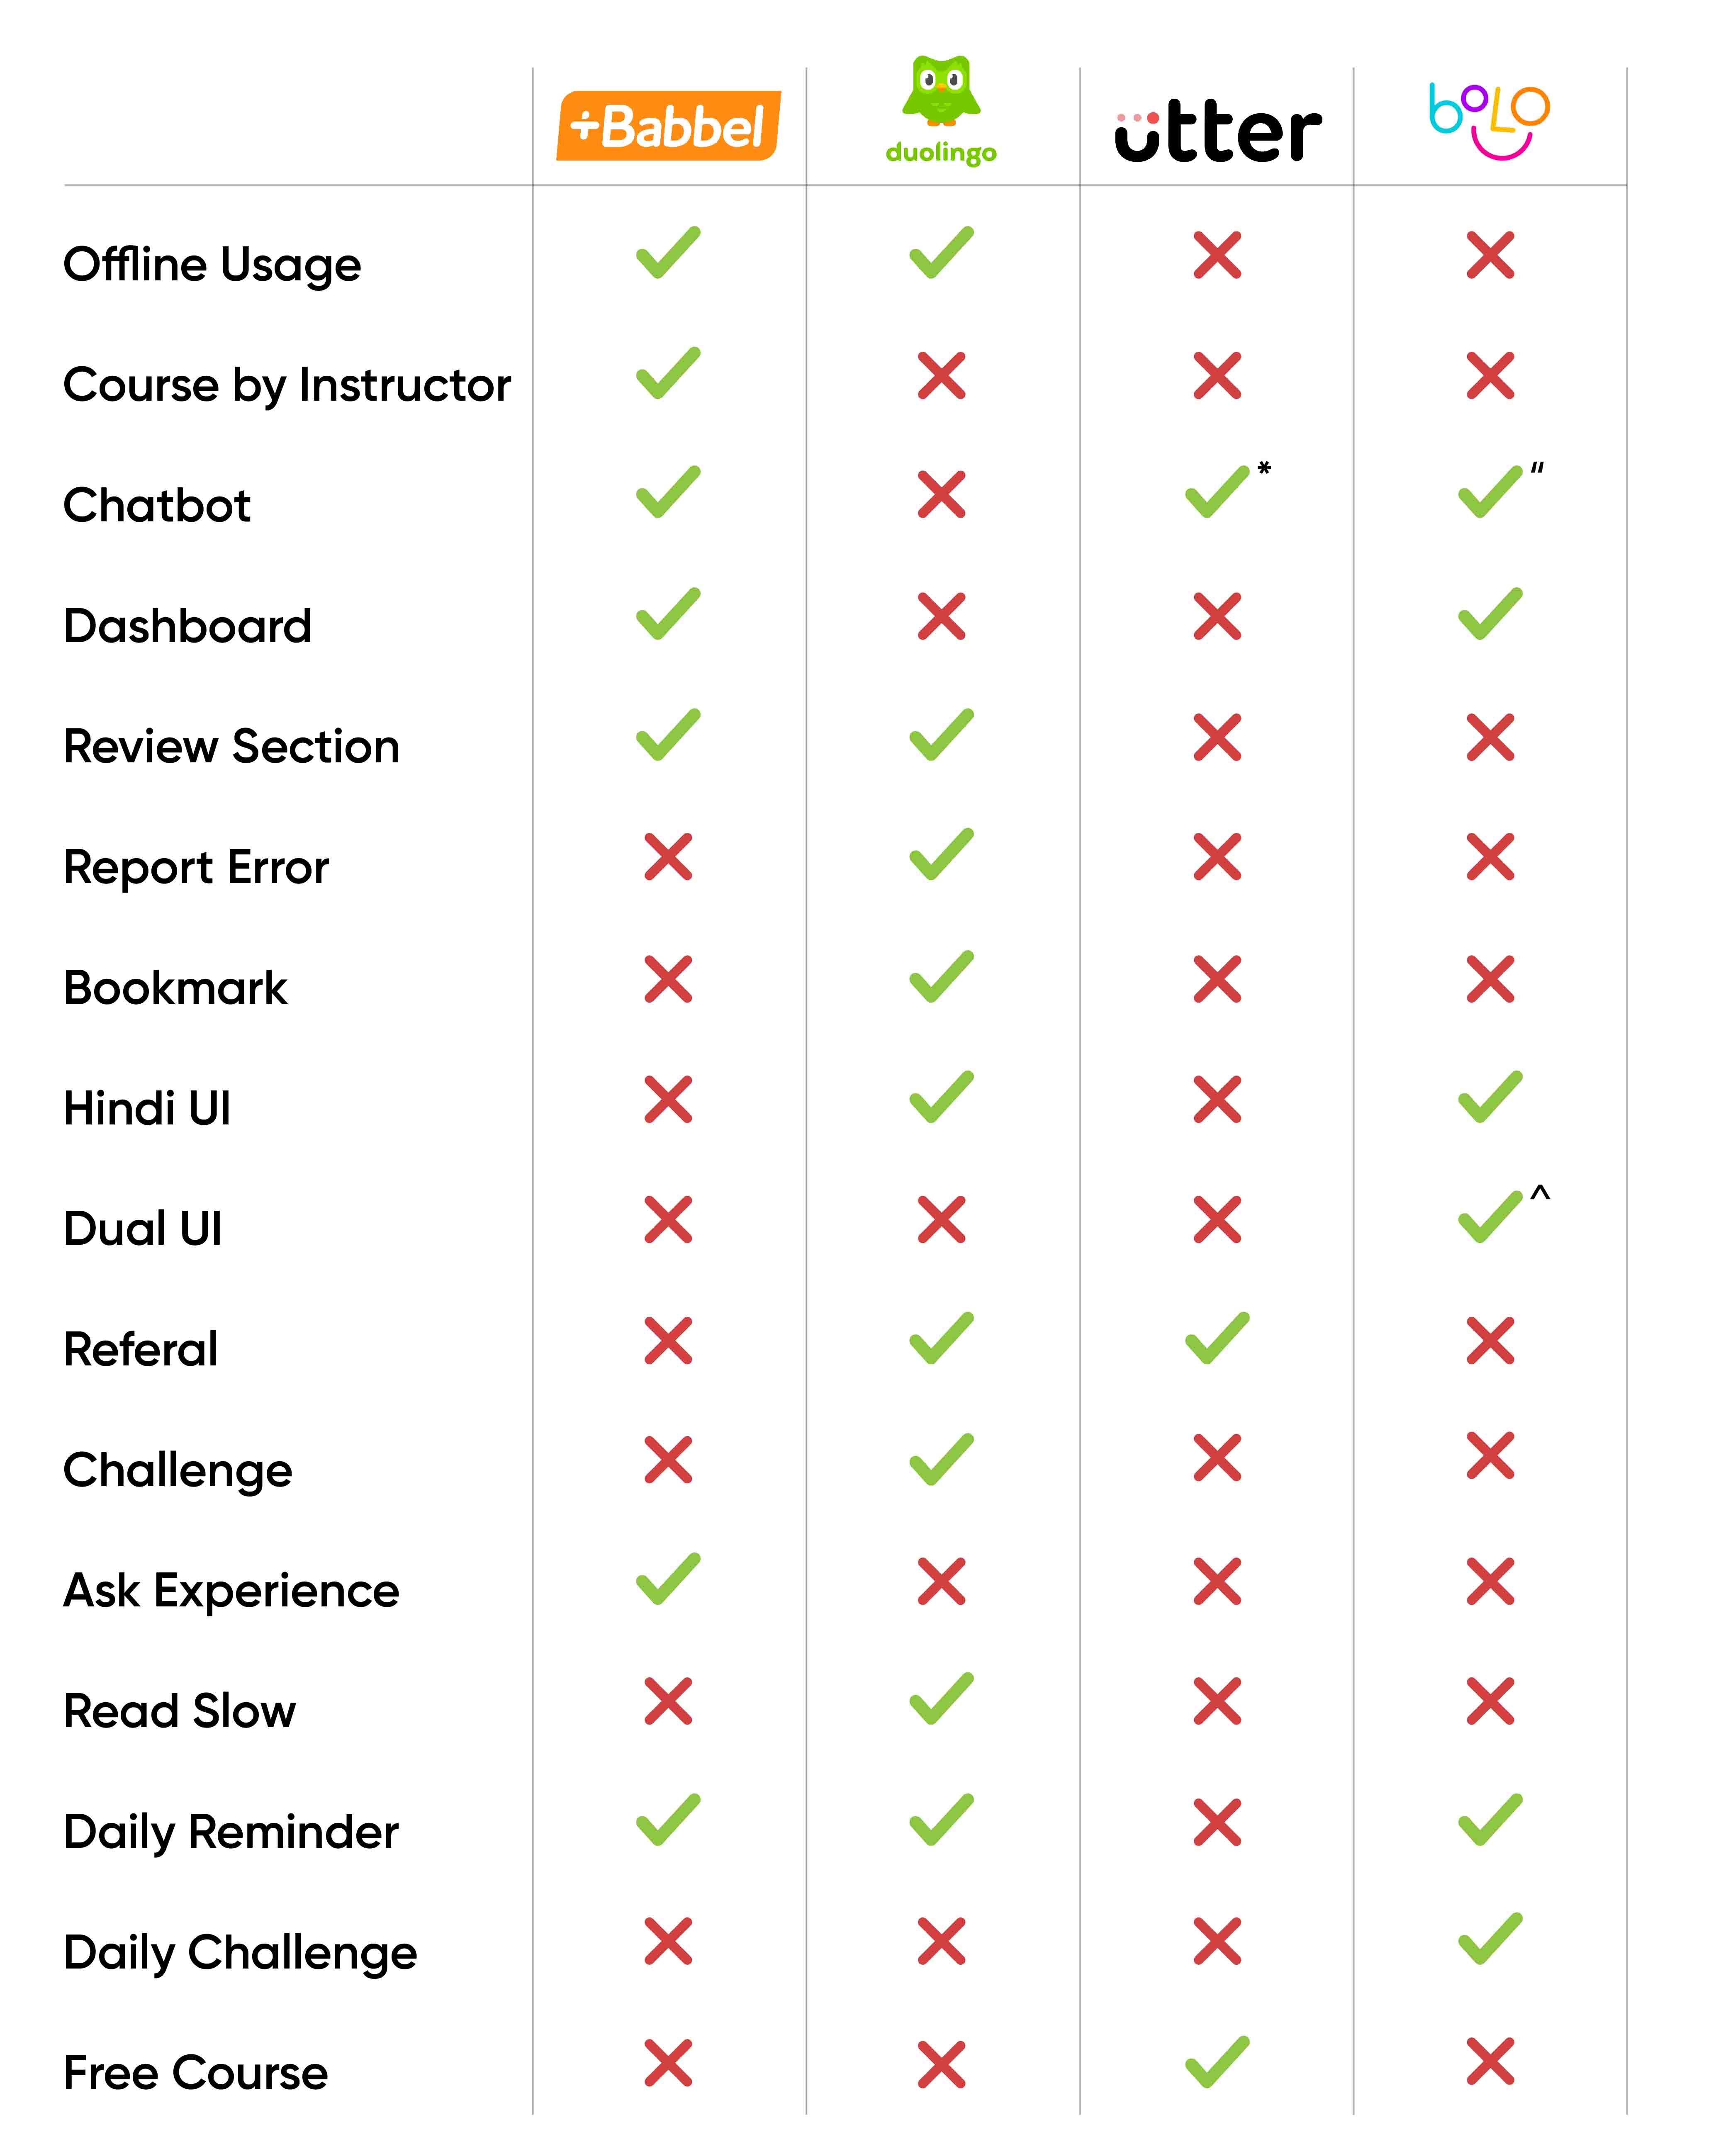 +Babbel
duolingo
utter
bolo
Offline Usage
Course by Instructor
Chatbot
*
"
Dashboard
Review Section
Report Error
Bookmark
Hindi UI
Dual UI
^
Referal
Challenge
Ask Experience
Read Slow
Daily Reminder
Daily Challenge
Free Course